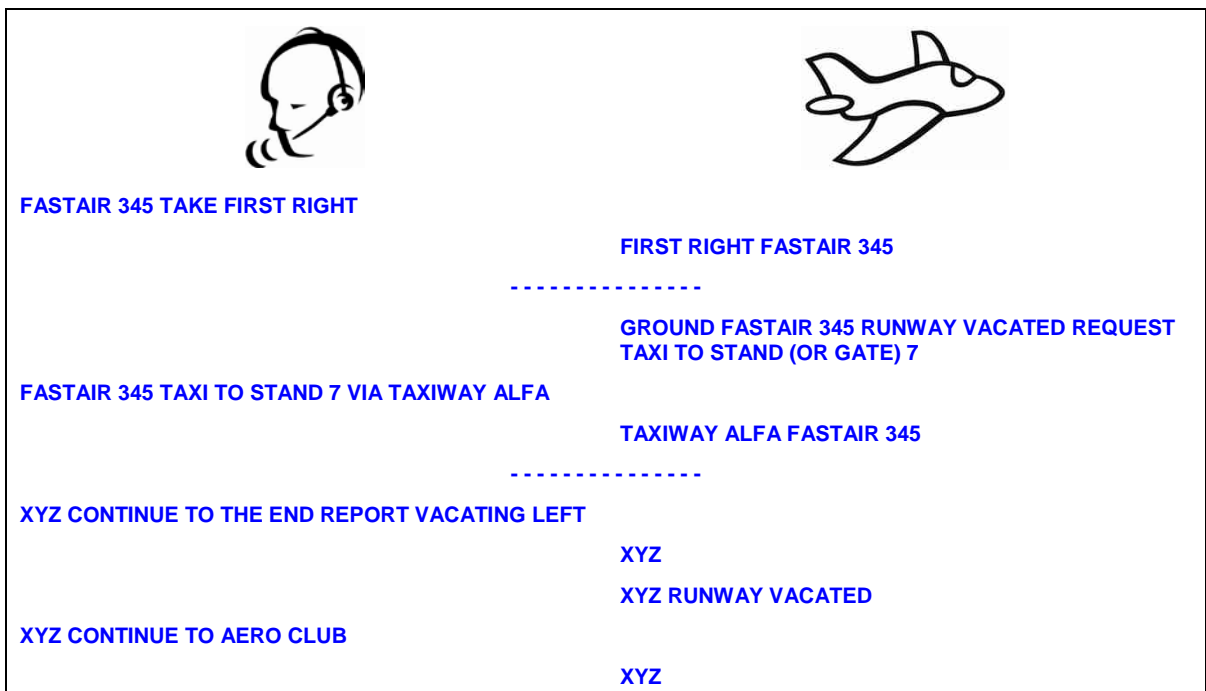 FASTAIR 345 TAKE FIRST RIGHT
FIRST RIGHT FASTAIR 345
- - - - - - - - - - - - - - -
GROUND FASTAIR 345 RUNWAY VACATED REQUEST
TAXI TO STAND (OR GATE) 7
FASTAIR 345 TAXI TO STAND 7 VIA TAXIWAY ALFA
TAXIWAY ALFA FASTAIR 345
- - - - - - - - - - - - - - -
XYZ CONTINUE TO THE END REPORT VACATING LEFT
XYZ
XYZ RUNWAY VACATED
XYZ CONTINUE TO AERO CLUB
XYZ